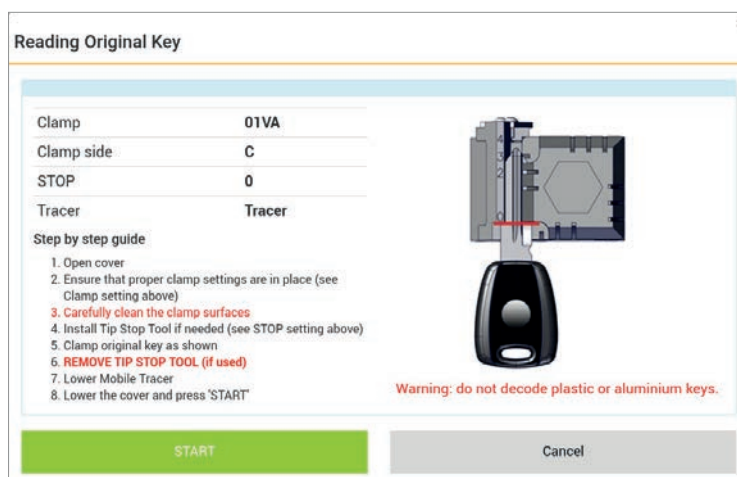 Reading Original Key
Clamp 01VA
Clamp side C
STOP 0
Tracer Tracer
Step by step guide
1. Open cover
2. Ensure that proper clamp settings are in place (see
Clamp setting above)
3. Carefully clean the clamp surfaces
4. Install Tip Stop Tool if needed (see STOP setting above)
5. Clamp original key as shown
6. REMOVE TIP STOP TOOL (if used)
7. Lower Mobile Tracer
8. Lower the cover and press 'START'
4
3
2
0
Warning: do not decode plastic or aluminium keys.
START
Cancel